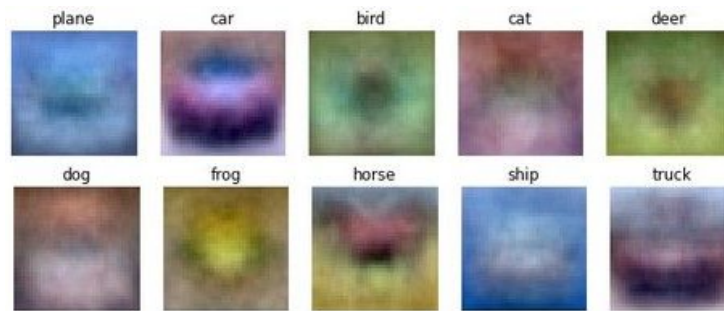 plane car bird cat deer
dog frog horse ship truck